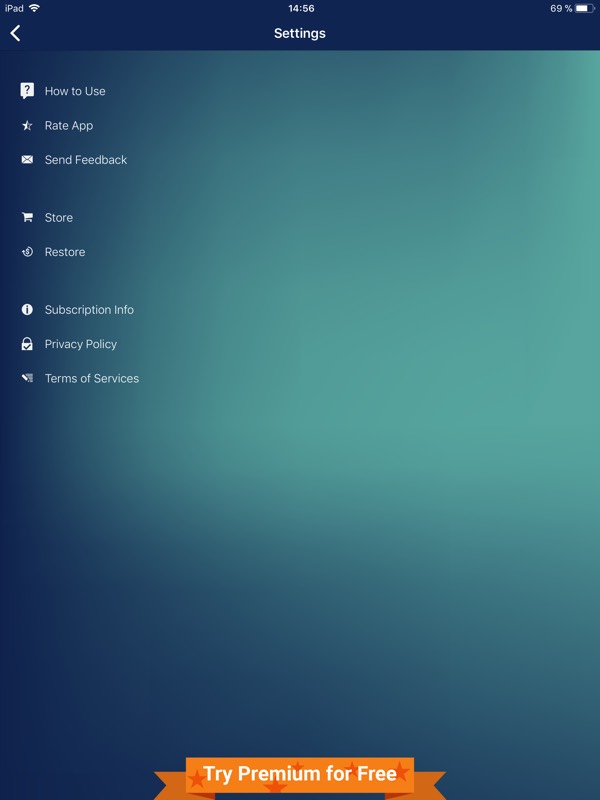 iPad 14:56 69 %
Settings
How to Use
Rate App
Send Feedback
Store
Restore
Subscription Info
Privacy Policy
Terms of Services
Try Premium for Free